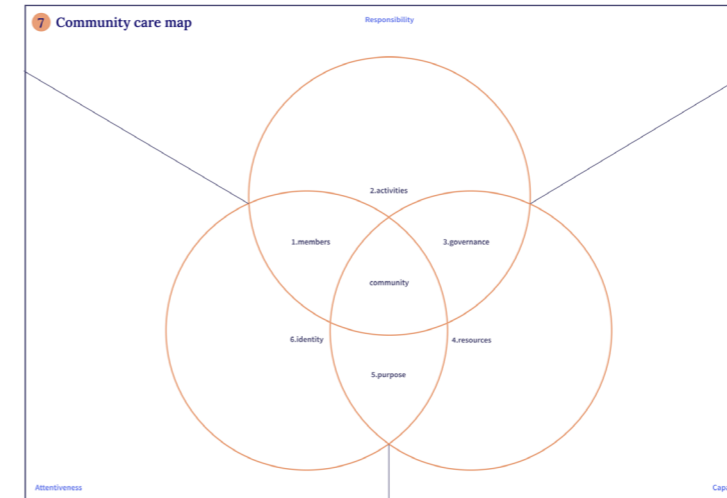 7 Community care map
Responsibility
2.activities
1.members
3.governance
community
6.identity
4.resources
5.purpose
Attentiveness